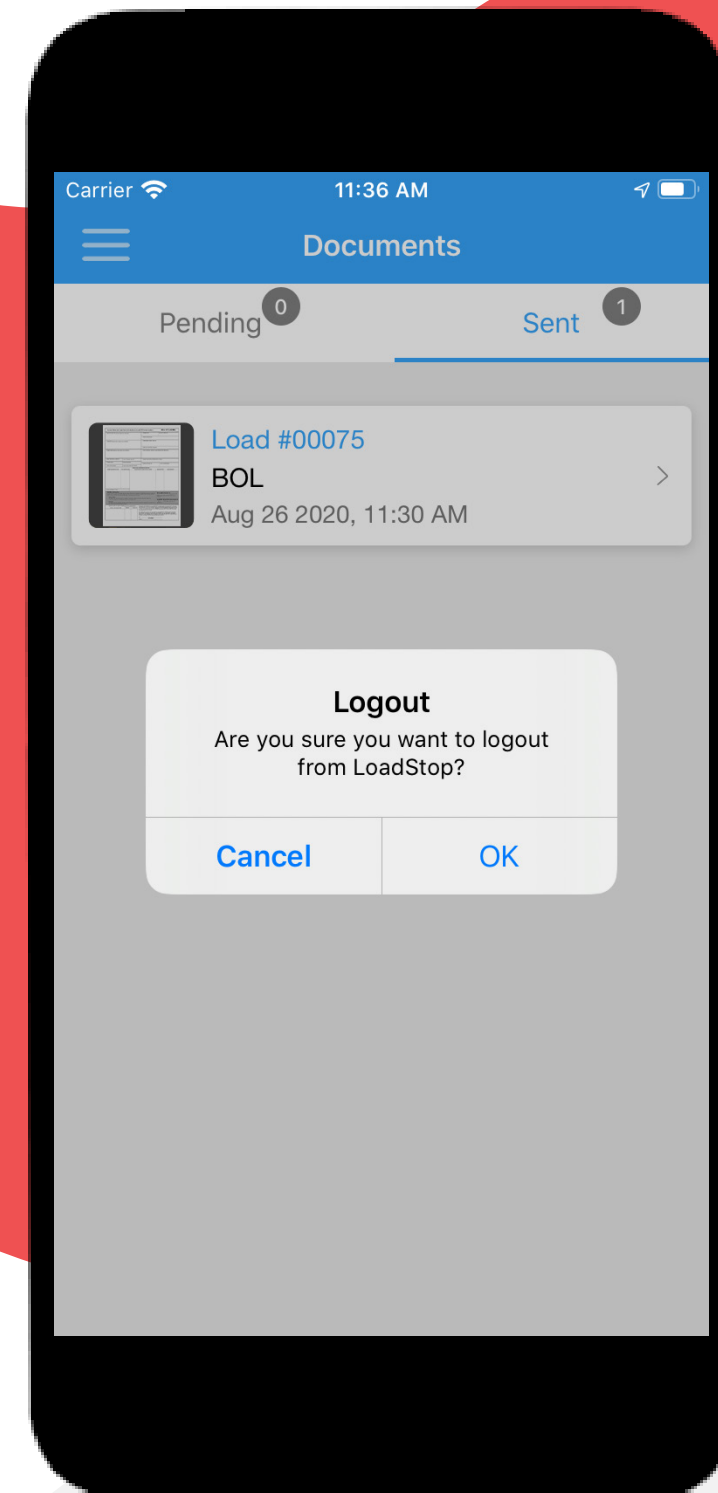 Carrier 11:36 AM
Documents
Pending 0 Sent 1
Load #00075
BOL
Aug 26 2020, 11:30 AM
Logout
Are you sure you want to logout
from LoadStop?
Cancel OK